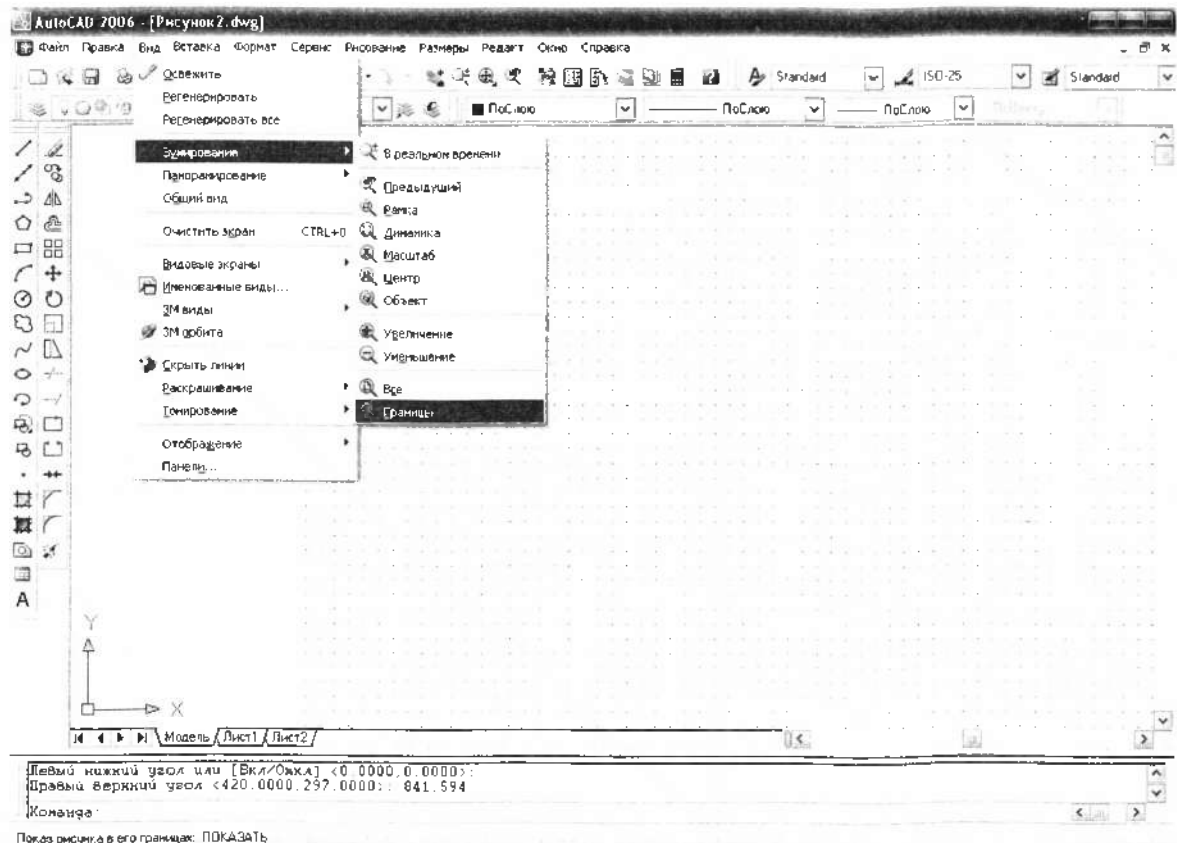 AutoCAD 2006 - [Рисунок2.dwg]
Файл Правка Вид Вставка Формат Сервис Рисование Размеры Редакт Окно Справка
Standard ISO-25 Standard
ПоСлою ПоСлою ПоСлою
Освежить
Регенерировать
Регенерировать все
Зумирование
Панорамирование
Общий вид
Очистить экран CTRL+0
Видовые экраны
Именованные виды...
3М виды
3М орбита
Скрыть линии
Раскрашивание
Тонирование
Отображение
Панели...
В реальном времени
Предыдущий
Рамка
Динамика
Масштаб
Центр
Объект
Увеличение
Уменьшение
Все
Границы
A
Y
X
Модель Лист1 Лист2
Левый нижний угол или [Вкл/Откл] <0.0000,0.0000>:
Правый верхний угол <420.0000,297.0000>: 841,594
Команда:
Показ рисунка в его границах: ПОКАЗАТЬ